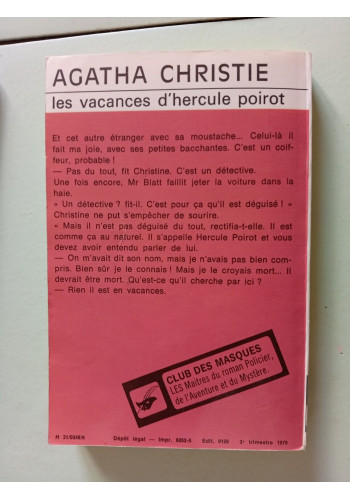 AGATHA CHRISTIE
les vacances d'hercule poirot
Et cet autre étranger avec sa moustache... Celui-là il
fait ma joie, avec ses petites bacchantes. C'est un coif-
feur, probable !
— Pas du tout, fit Christine. C'est un détective.
Une fois encore, Mr Blatt faillit jeter la voiture dans la
haie.
« Un détective ? fit-il. C'est pour ça qu'il est déguisé ! »
Christine ne put s'empêcher de sourire.
« Mais il n'est pas déguisé du tout, rectifia-t-elle. Il est
comme ça au naturel. Il s'appelle Hercule Poirot et vous
devez avoir entendu parler de lui.
— On m'avait dit son nom, mais je n'avais pas bien com-
pris. Bien sûr je le connais ! Mais je le croyais mort... Il
devrait être mort. Qu'est-ce qu'il cherche par ici ?
— Rien il est en vacances.
CLUB DES MASQUES
LES Maîtres du roman Policier,
de l'Aventure et du Mystère.
Dépôt légal — Impr.
Edit.
trimestre 1979